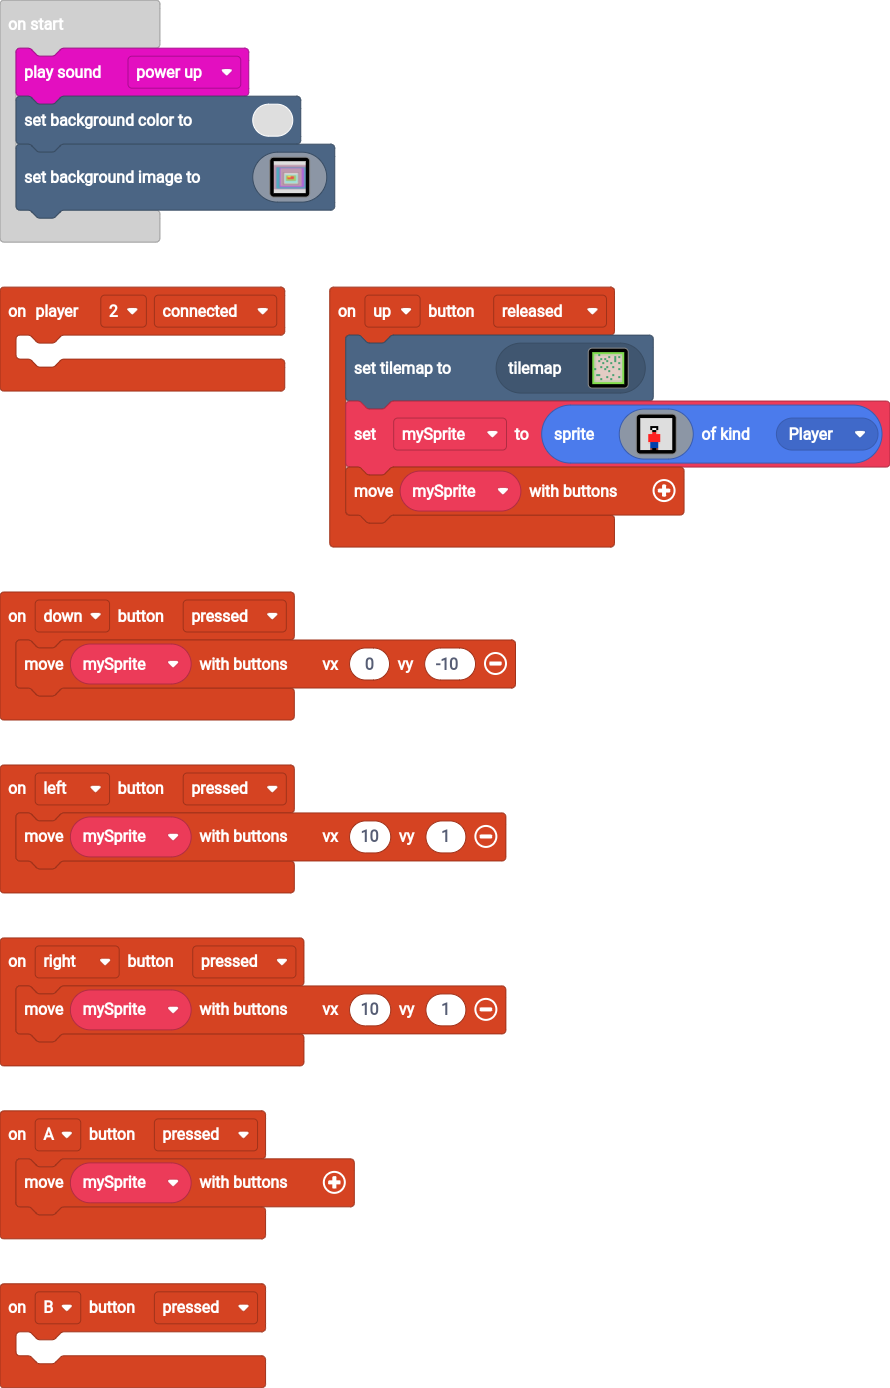 on start
play sound power up
set background color to
set background image to
on player 2 connected
on up button released
set tilemap to tilemap
set mySprite to sprite of kind Player
move mySprite with buttons
on down button pressed
move mySprite with buttons vx 0 vy -10
on left button pressed
move mySprite with buttons vx 10 vy 1
on right button pressed
move mySprite with buttons vx 10 vy 1
on A button pressed
move mySprite with buttons
on B button pressed